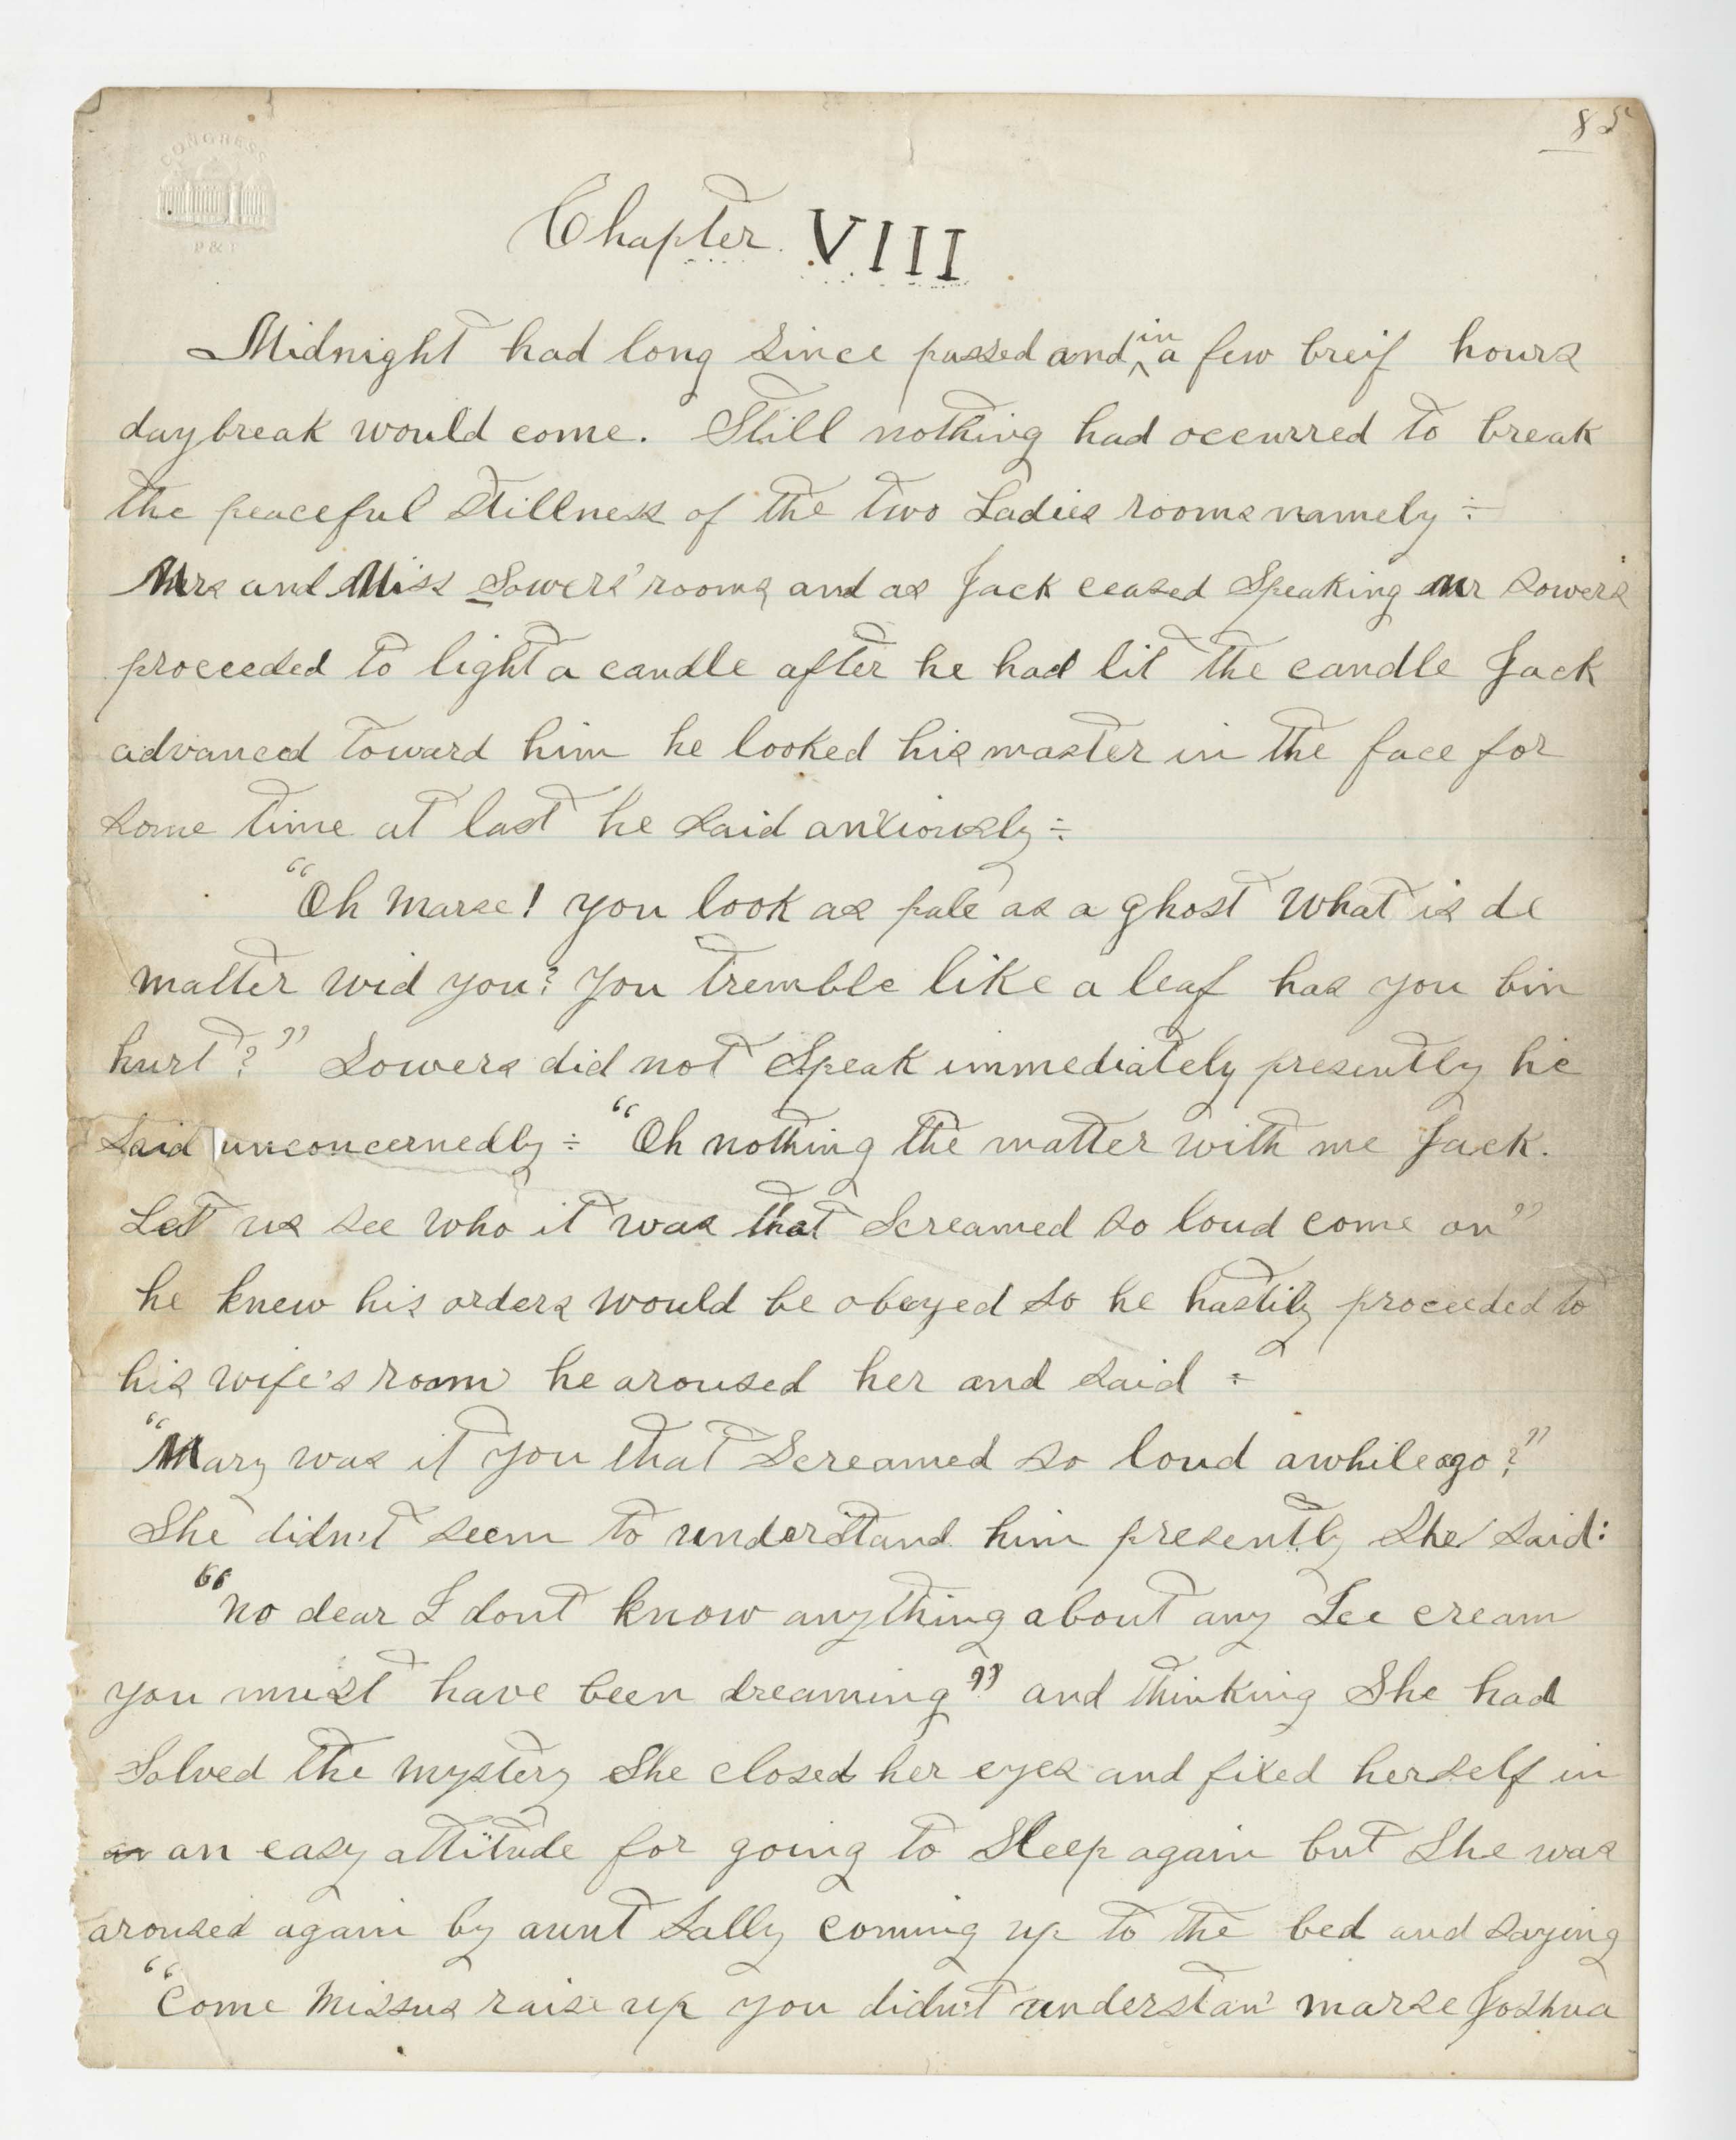 85
CONGRESS
P & P
Chapter VIII
Midnight had long since passed and in a few breif hours
daybreak would come. Still nothing had occurred to break
the peaceful stillness of the two Ladies rooms namely ÷
Mrs and Miss Sowers' rooms, and as Jack ceased Speaking mr Sowers
proceeded to light a candle after he had lit the candle Jack
advanced toward him he looked his master in the face for
some time at last he said anxiously ÷
"Oh Marse! you look as pale as a ghost What is de
matter wid you? You tremble like a leaf has you bin
hurt?" Sowers did not Speak immediately presently he
said unconcernedly ÷ "Oh nothing the matter with me Jack.
Let us see who it was that Screamed so loud come on"
he knew his orders would be obeyed so he hastily proceeded to
his wife's room he aroused her and said ÷
"Mary was it you that Screamed so loud awhile ago?"
She didn't seem to understand him presently She said:
"no dear I dont know anything about any Ice cream
you must have been dreaming" and thinking She had
Solved the mystery She closed her eyes and fixed herself in
an an easy attitude for going to Sleep again but She was
aroused again by aunt Sally coming up to the bed and saying
"Come Missus raise up you didn't understan' marse Joshua